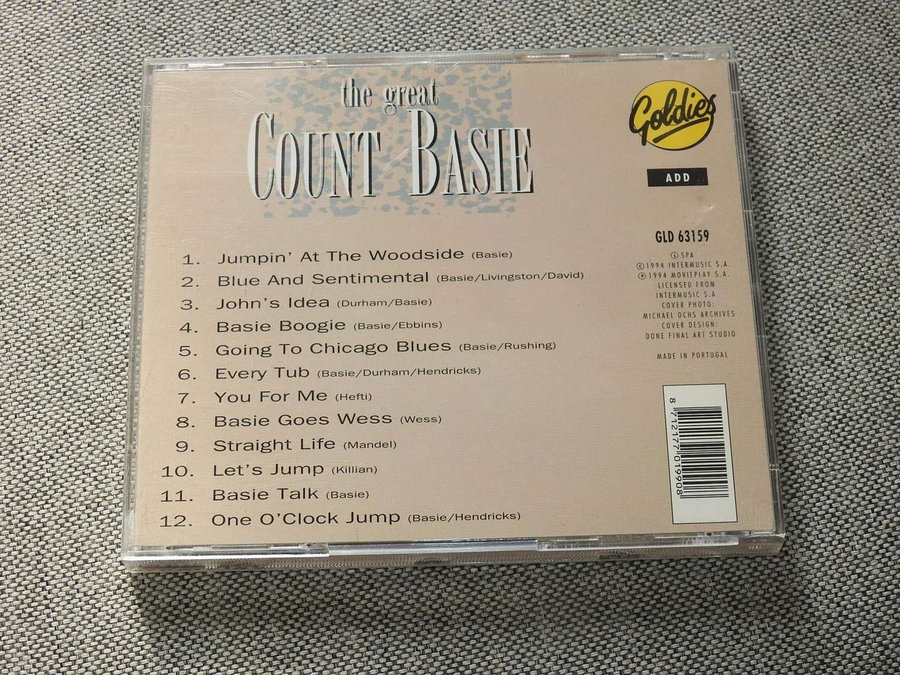 the great
COUNT BASIE
Goldies
ADD
GLD 63159
1. Jumpin' At The Woodside (Basie)
2. Blue And Sentimental (Basie/Livingston/David)
3. John's Idea (Durham/Basie)
4. Basie Boogie (Basie/Ebbins)
5. Going To Chicago Blues (Basie/Rushing)
6. Every Tub (Basie/Durham/Hendricks)
7. You For Me (Hefti)
8. Basie Goes Wess (Wess)
9. Straight Life (Mandel)
10. Let's Jump (Killian)
11. Basie Talk (Basie)
12. One O'Clock Jump (Basie/Hendricks)
SPA
©1994 INTERMUSIC S.A.
℗1994 MOVIEPLAY S.A.
LICENSED FROM
INTERMUSIC S.A.
COVER PHOTO:
MICHAEL OCHS ARCHIVES
COVER DESIGN:
DONE FINAL ART STUDIO
MADE IN PORTUGAL
8 712177 019908